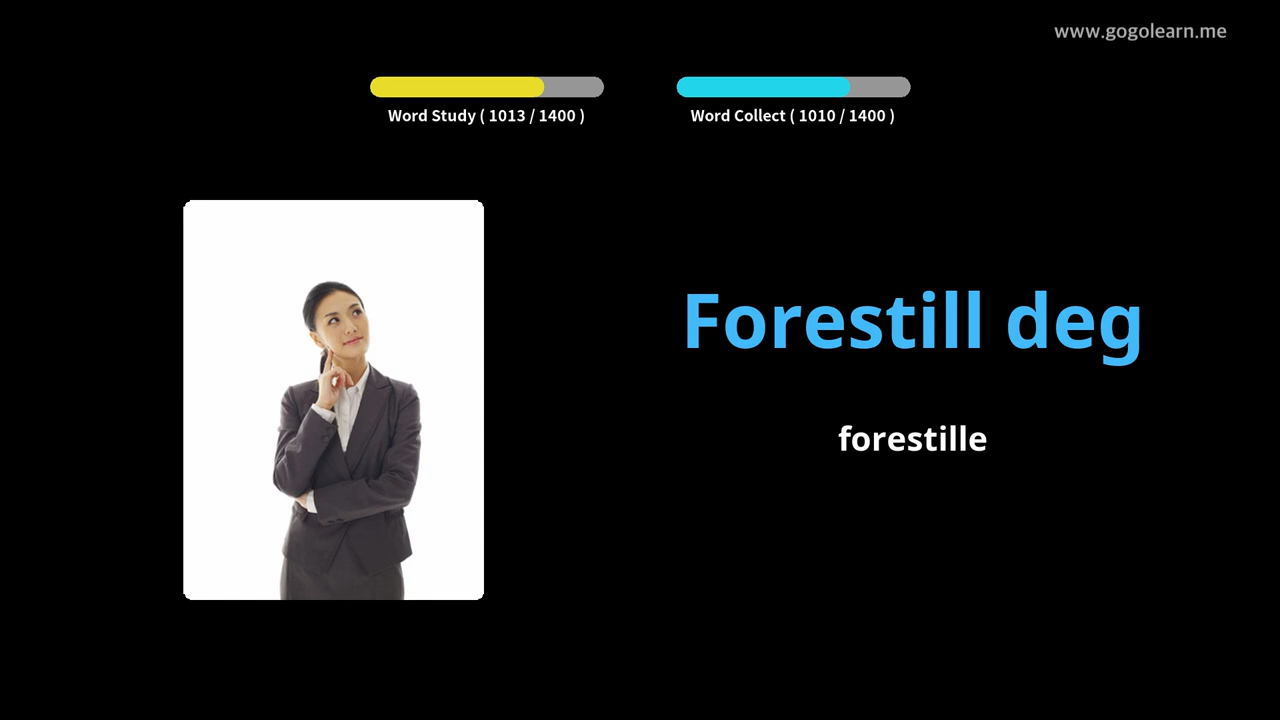 www.gogolearn.me
Word Study ( 1013 / 1400 )
Word Collect ( 1010 / 1400 )
Forestill deg
forestille